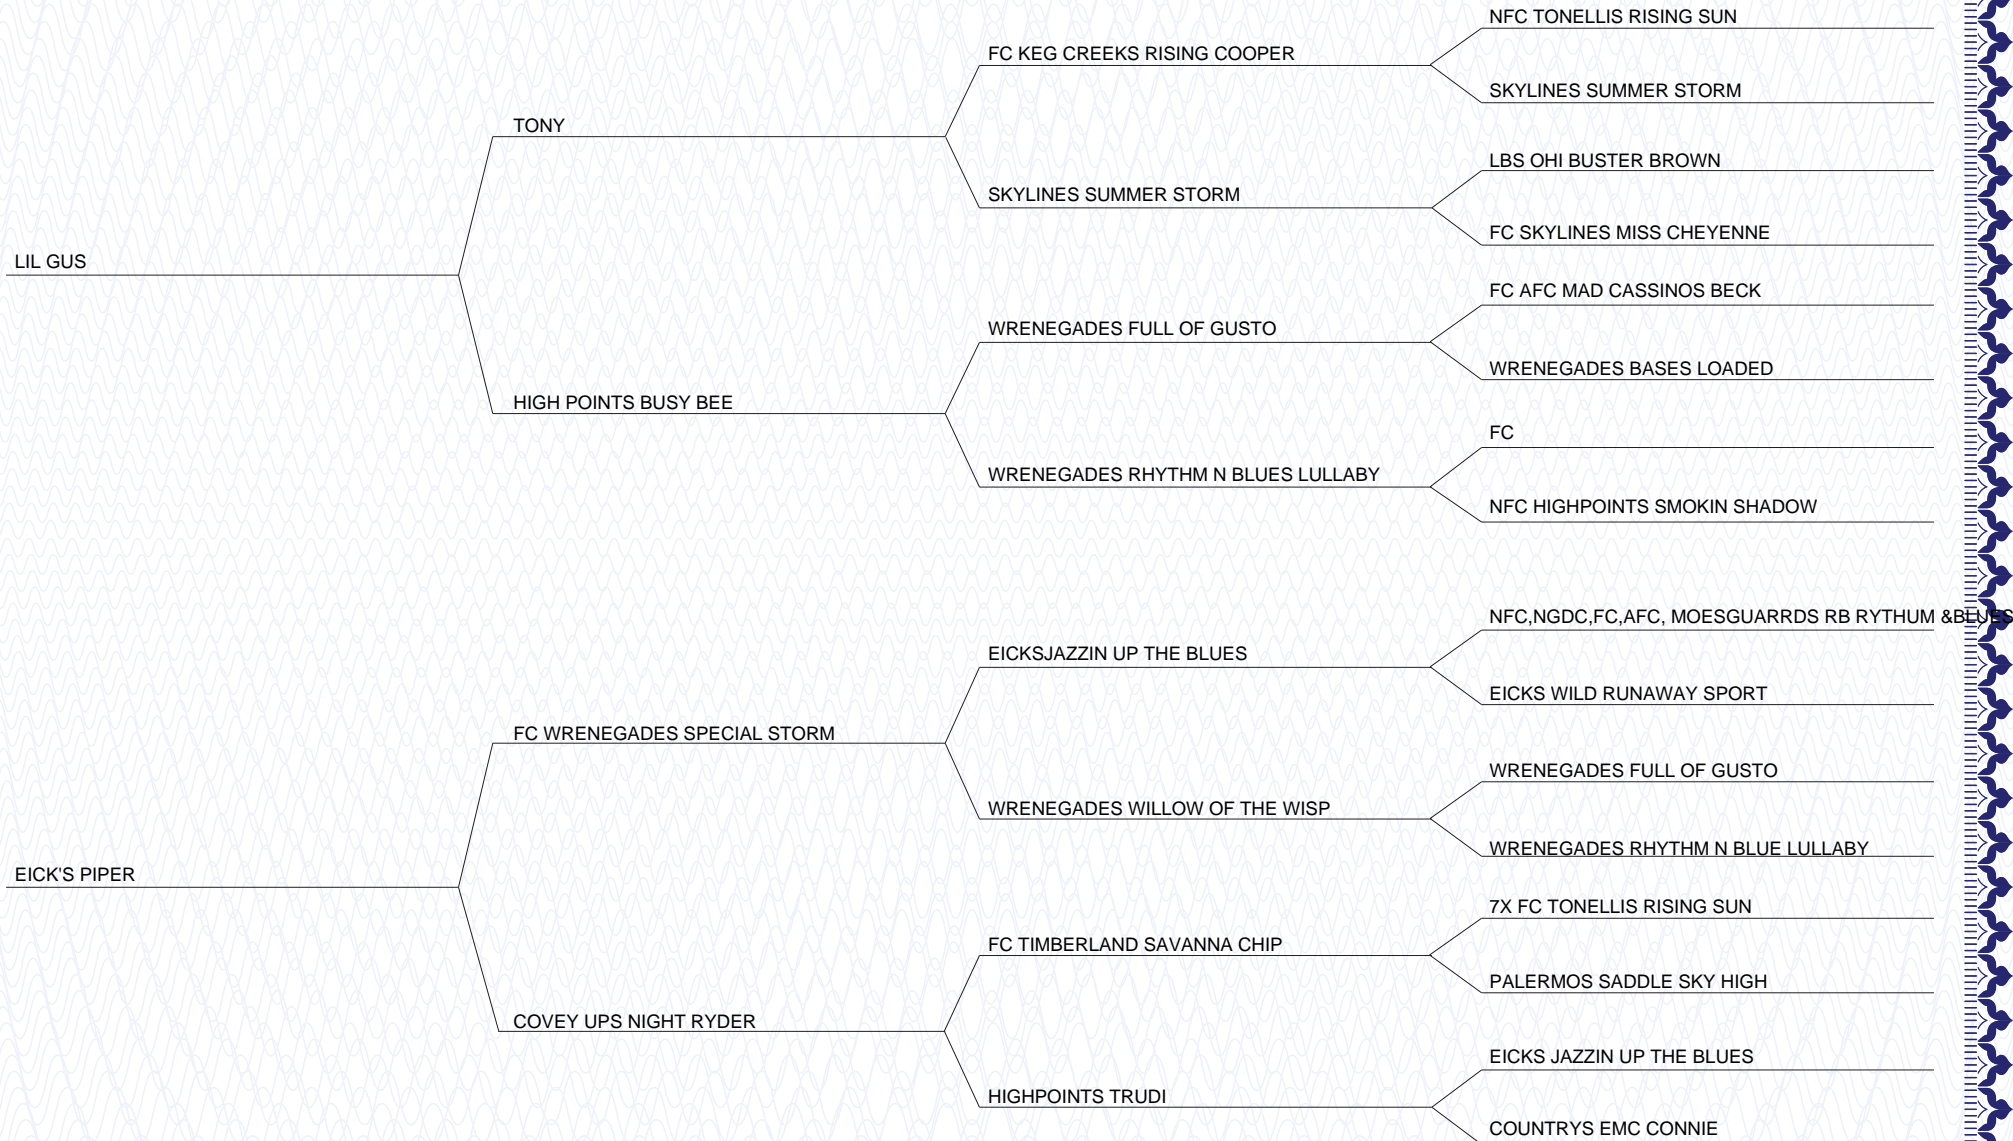 NFC TONELLIS RISING SUN
FC KEG CREEKS RISING COOPER
SKYLINES SUMMER STORM
TONY
LBS OHI BUSTER BROWN
SKYLINES SUMMER STORM
FC SKYLINES MISS CHEYENNE
LIL GUS
FC AFC MAD CASSINOS BECK
WRENEGADES FULL OF GUSTO
WRENEGADES BASES LOADED
HIGH POINTS BUSY BEE
FC
WRENEGADES RHYTHM N BLUES LULLABY
NFC HIGHPOINTS SMOKIN SHADOW
NFC,NGDC,FC,AFC, MOESGUARRDS RB RYTHUM &BLUES
EICKSJAZZIN UP THE BLUES
EICKS WILD RUNAWAY SPORT
FC WRENEGADES SPECIAL STORM
WRENEGADES FULL OF GUSTO
WRENEGADES WILLOW OF THE WISP
WRENEGADES RHYTHM N BLUE LULLABY
EICK'S PIPER
7X FC TONELLIS RISING SUN
FC TIMBERLAND SAVANNA CHIP
PALERMOS SADDLE SKY HIGH
COVEY UPS NIGHT RYDER
EICKS JAZZIN UP THE BLUES
HIGHPOINTS TRUDI
COUNTRYS EMC CONNIE